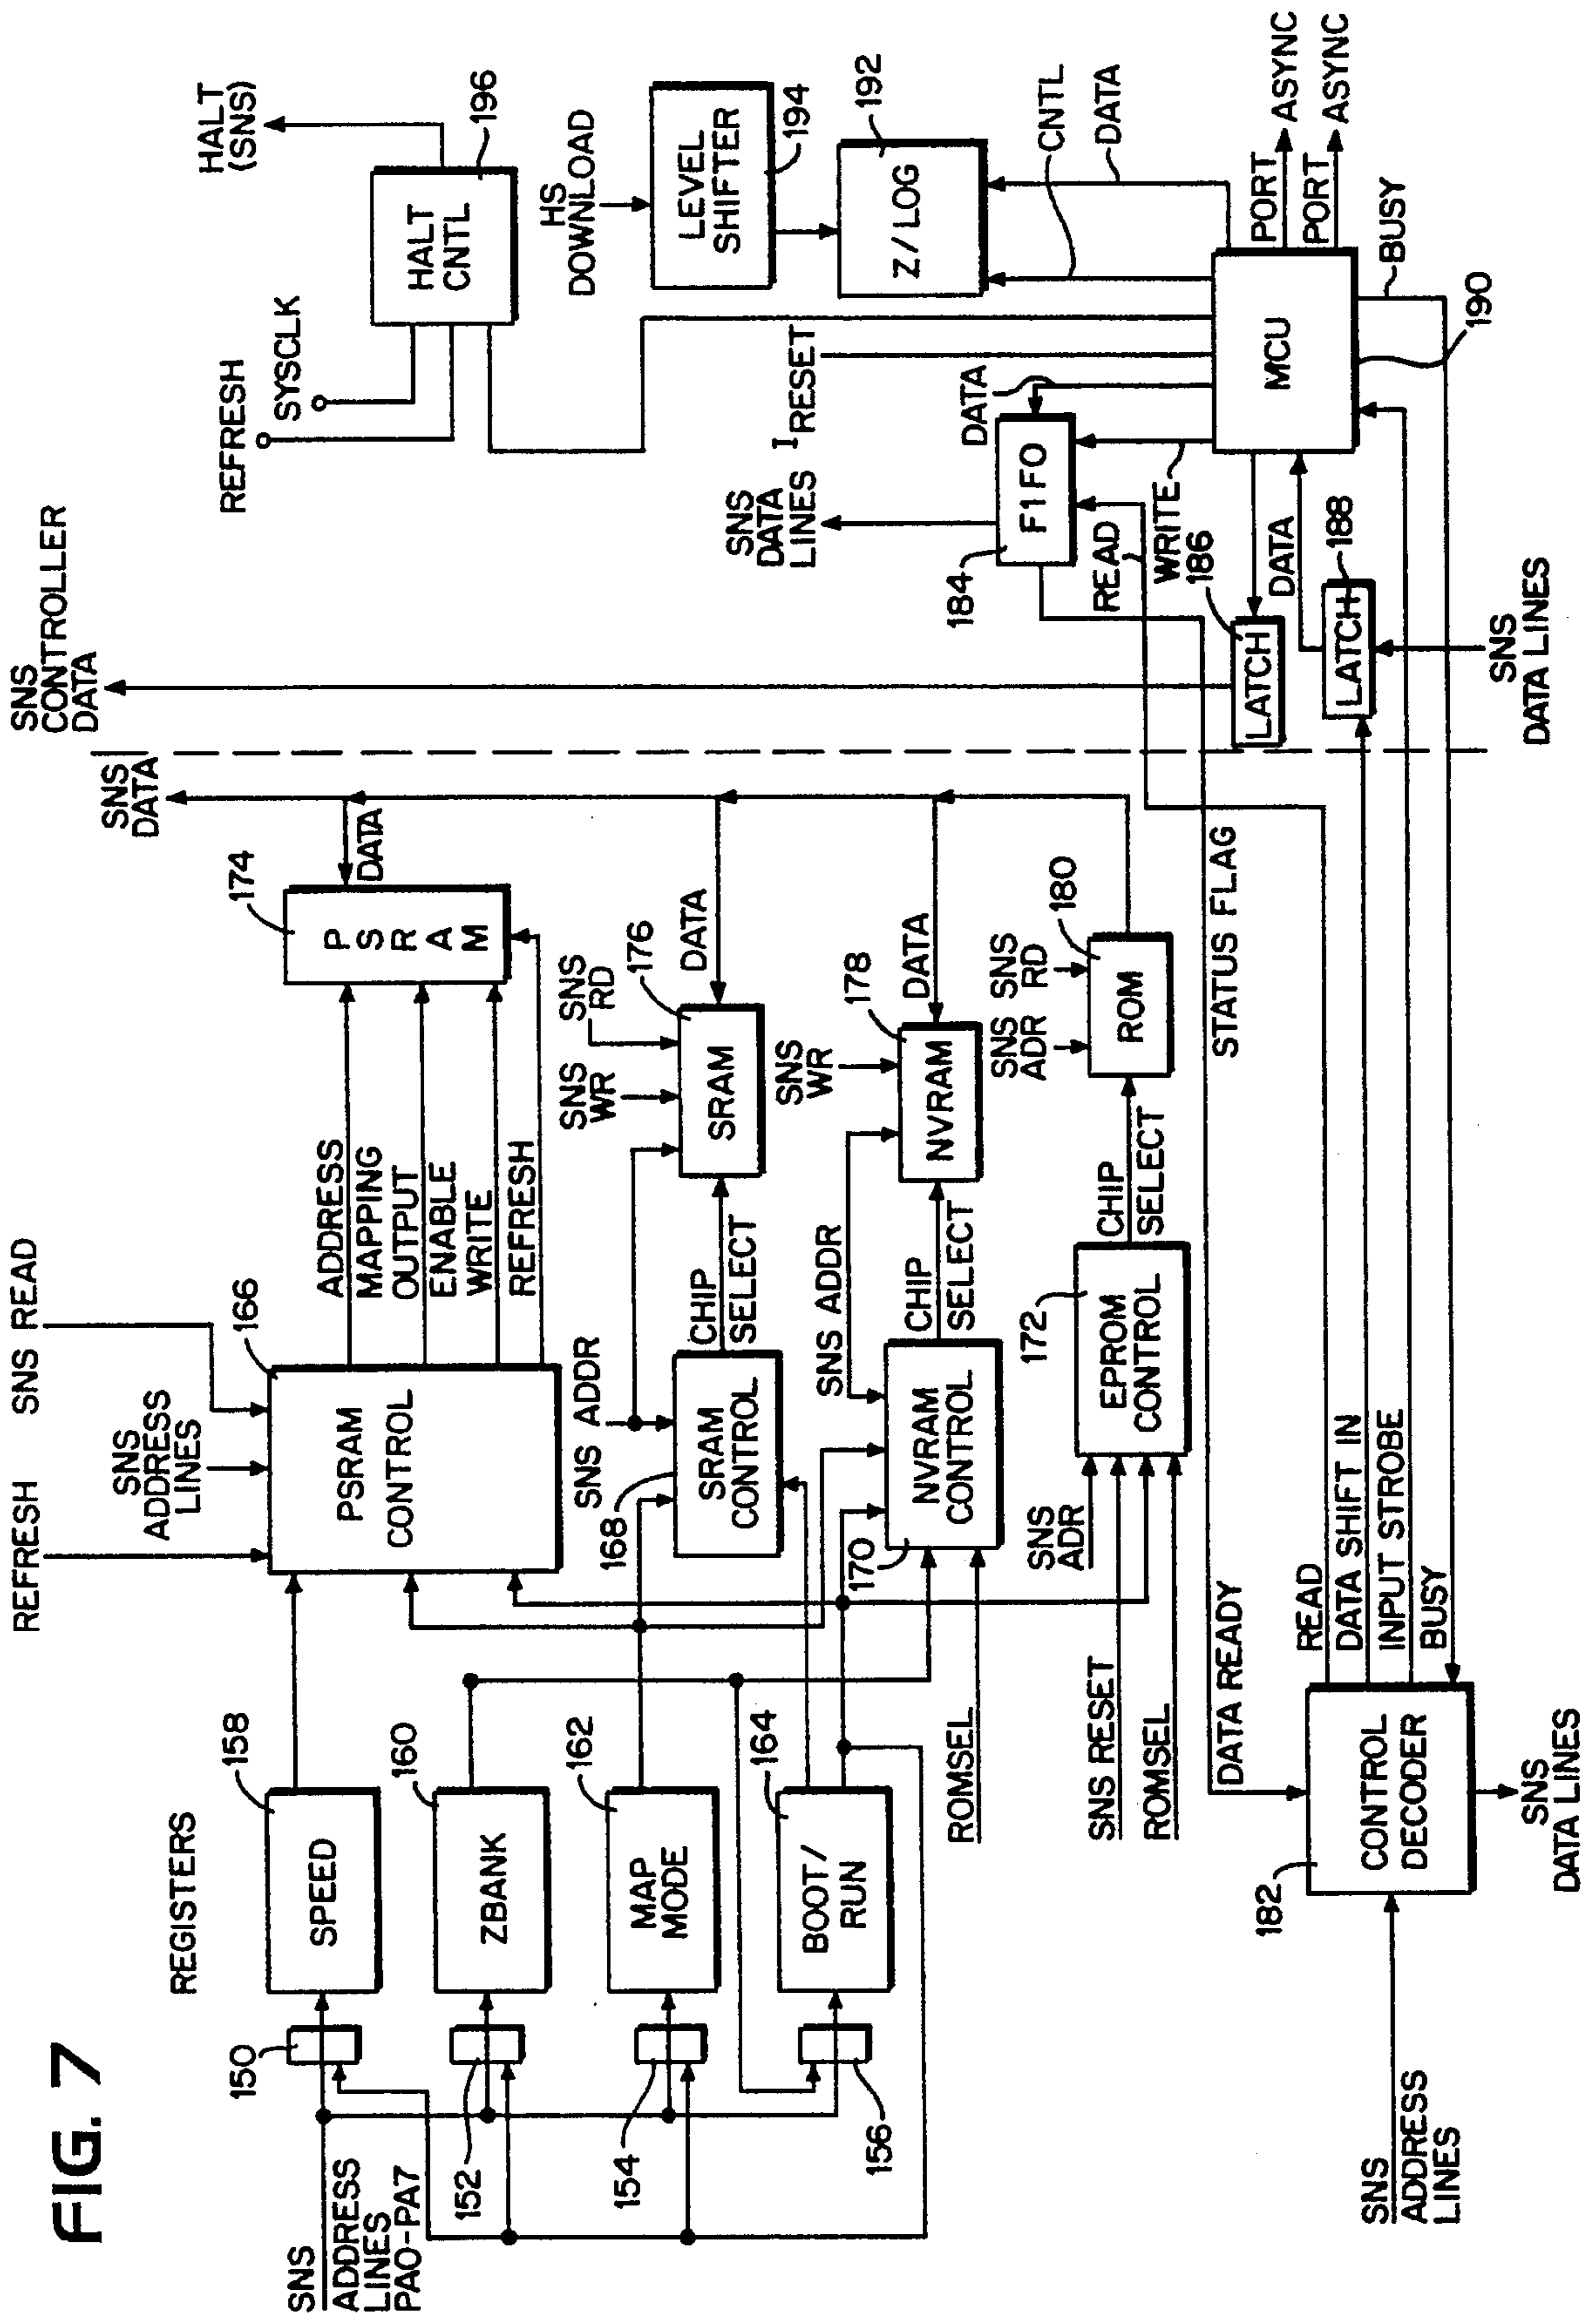 FIG. 7
REGISTERS
SNS
ADDRESS
LINES
PAO-PA7
150
152
154
156
158
SPEED
160
ZBANK
162
MAP
MODE
164
BOOT/
RUN
REFRESH
SNS
ADDRESS
LINES
SNS READ
166
PSRAM
CONTROL
ADDRESS
MAPPING
OUTPUT
ENABLE
WRITE
REFRESH
174
PSRAM
DATA
SNS
DATA
SNS ADDR
168
SRAM
CONTROL
CHIP
SELECT
SNS
WR
SNS
RD
176
SRAM
DATA
SNS ADDR
170
NVRAM
CONTROL
ROMSEL
CHIP
SELECT
SNS
WR
178
NVRAM
DATA
SNS
ADR
SNS RESET
ROMSEL
172
EPROM
CONTROL
CHIP
SELECT
SNS
ADR
SNS
RD
180
ROM
STATUS FLAG
DATA READY
READ
DATA SHIFT IN
INPUT STROBE
BUSY
182
CONTROL
DECODER
SNS
ADDRESS
LINES
SNS
DATA LINES
SNS
CONTROLLER
DATA
REFRESH
SYSCLK
HALT
CNTL
196
HALT
(SNS)
HS
DOWNLOAD
LEVEL
SHIFTER
194
Z/LOG
192
CNTL
DATA
SNS
DATA
LINES
IRESET
184
F1F0
DATA
READ
WRITE
186
LATCH
DATA
188
LATCH
SNS
DATA LINES
MCU
190
PORT
ASYNC
PORT
ASYNC
BUSY